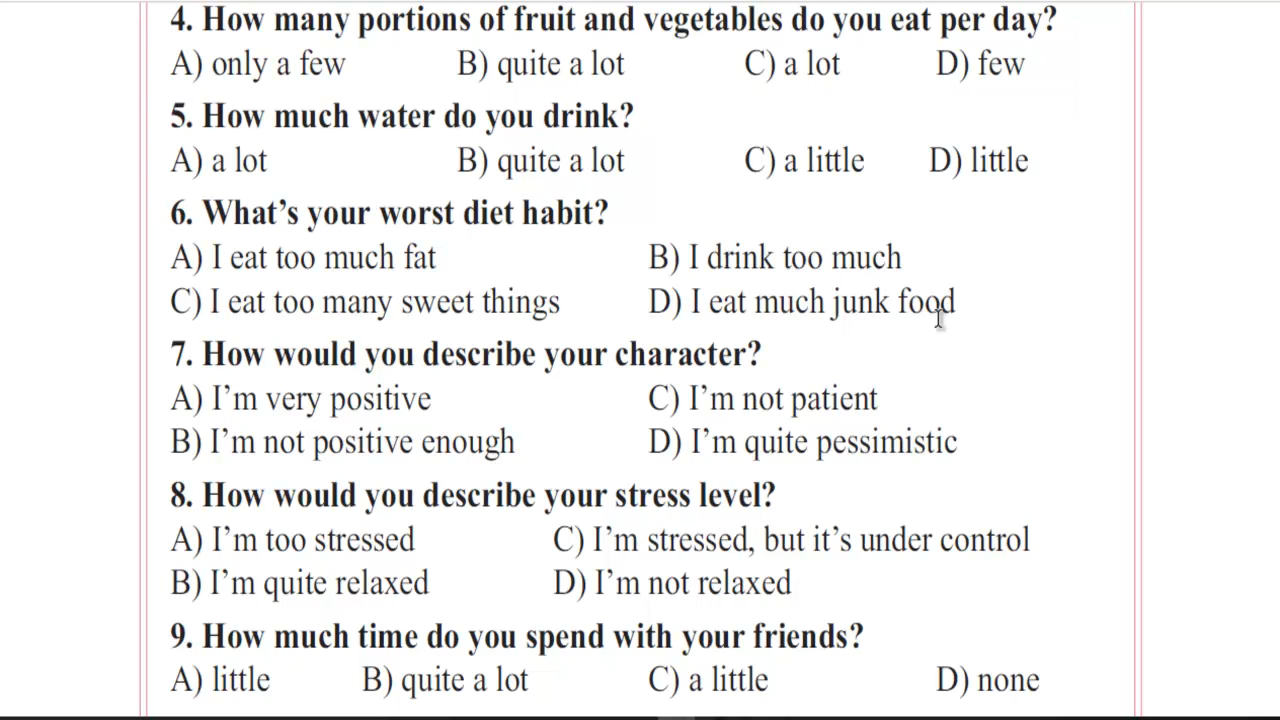 4. How many portions of fruit and vegetables do you eat per day?
A) only a few B) quite a lot C) a lot D) few
5. How much water do you drink?
A) a lot B) quite a lot C) a little D) little
6. What’s your worst diet habit?
A) I eat too much fat B) I drink too much
C) I eat too many sweet things D) I eat much junk food
7. How would you describe your character?
A) I’m very positive C) I’m not patient
B) I’m not positive enough D) I’m quite pessimistic
8. How would you describe your stress level?
A) I’m too stressed C) I’m stressed, but it’s under control
B) I’m quite relaxed D) I’m not relaxed
9. How much time do you spend with your friends?
A) little B) quite a lot C) a little D) none